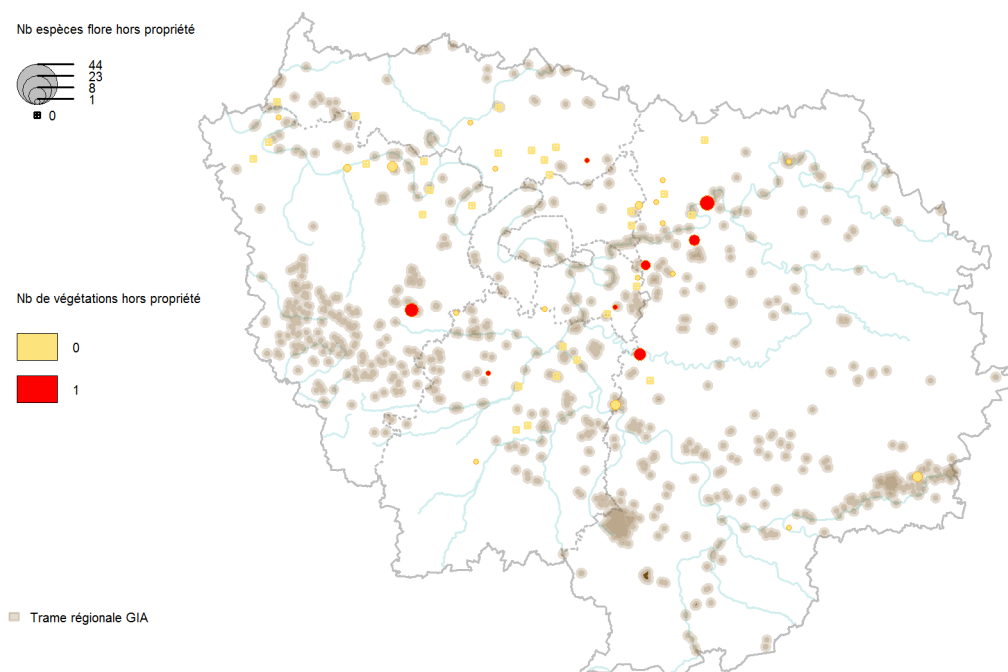 Nb espèces flore hors propriété
44
23
8
1
0
Nb de végétations hors propriété
0
1
Trame régionale GIA